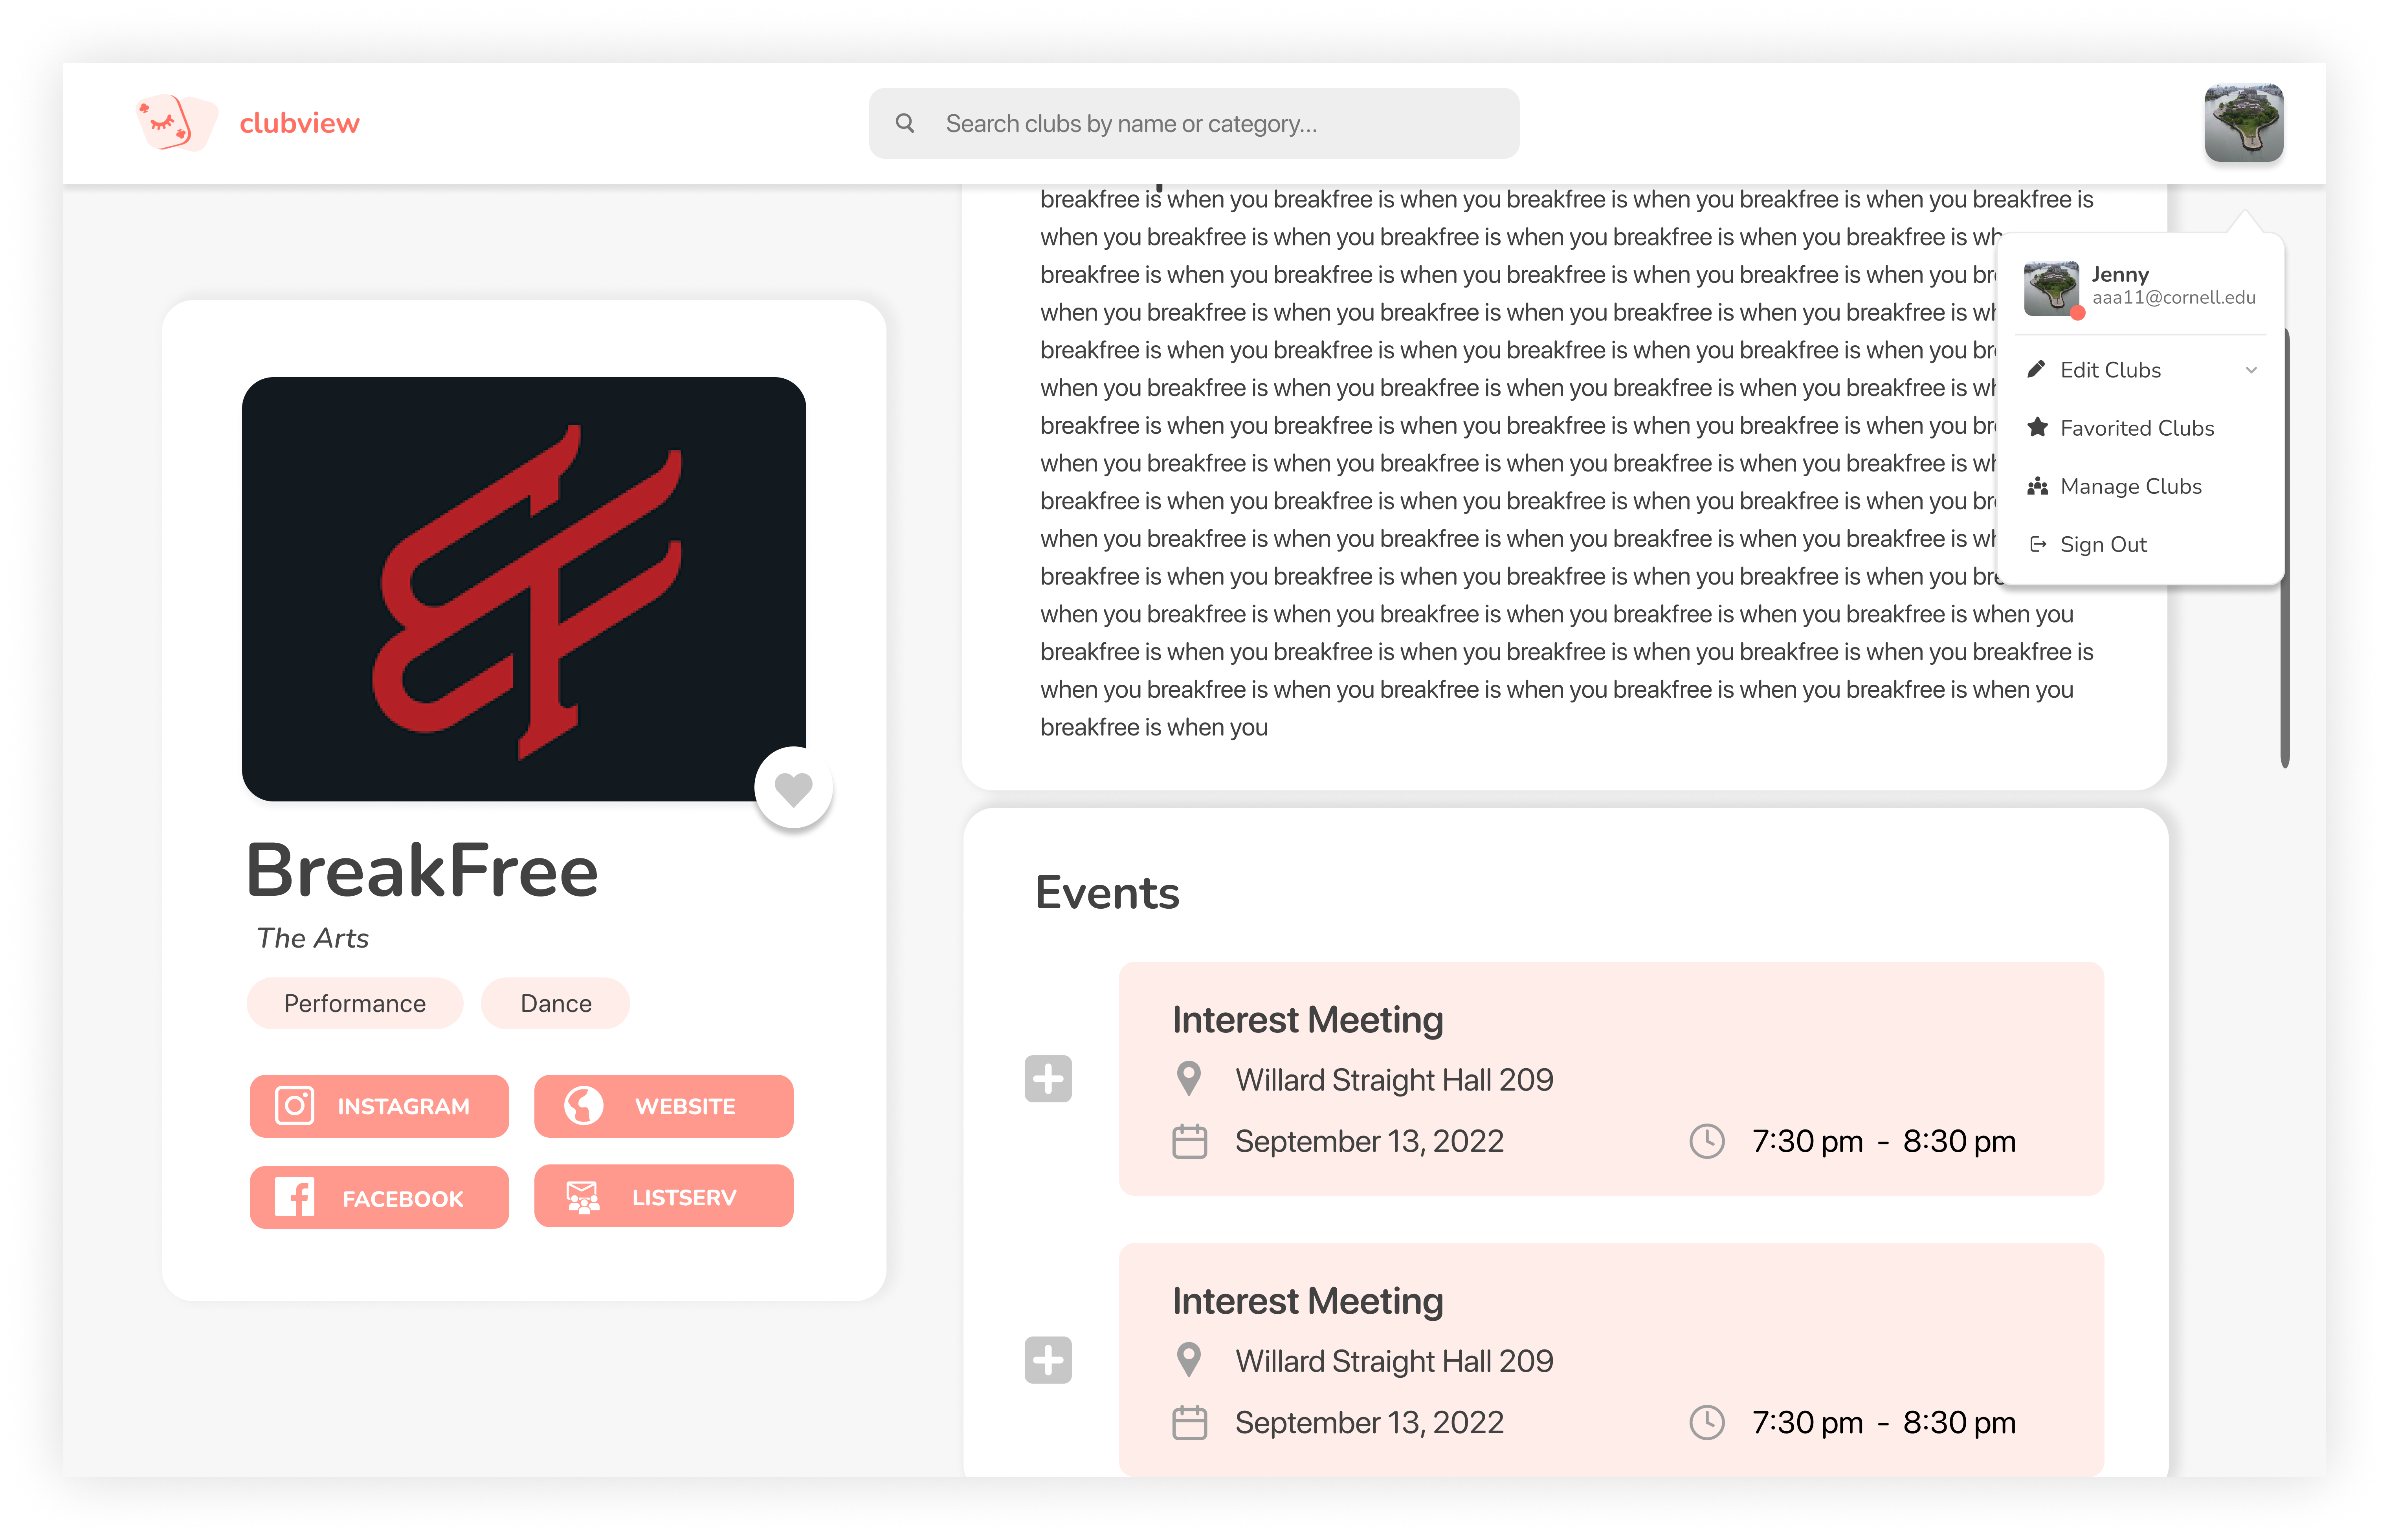 clubview
Search clubs by name or category...
BreakFree
The Arts
Performance
Dance
INSTAGRAM
WEBSITE
FACEBOOK
LISTSERV
breakfree is when you breakfree is when you breakfree is when you breakfree is when you breakfree is
when you breakfree is when you breakfree is when you breakfree is when you breakfree is
breakfree is when you breakfree is when you breakfree is when you breakfree is when you
when you breakfree is when you breakfree is when you breakfree is when you breakfree is
breakfree is when you breakfree is when you breakfree is when you breakfree is when you
when you breakfree is when you breakfree is when you breakfree is when you breakfree is
breakfree is when you breakfree is when you breakfree is when you breakfree is when you
when you breakfree is when you breakfree is when you breakfree is when you breakfree is
breakfree is when you breakfree is when you breakfree is when you breakfree is when you
when you breakfree is when you breakfree is when you breakfree is when you breakfree is
breakfree is when you breakfree is when you breakfree is when you breakfree is when you
when you breakfree is when you breakfree is when you breakfree is when you breakfree is when you
breakfree is when you breakfree is when you breakfree is when you breakfree is when you breakfree is
when you breakfree is when you breakfree is when you breakfree is when you breakfree is when you
breakfree is when you
Jenny
aaa11@cornell.edu
Edit Clubs
Favorited Clubs
Manage Clubs
Sign Out
Events
Interest Meeting
Willard Straight Hall 209
September 13, 2022
7:30 pm - 8:30 pm
Interest Meeting
Willard Straight Hall 209
September 13, 2022
7:30 pm - 8:30 pm